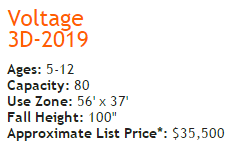 Voltage
3D-2019
Ages: 5-12
Capacity: 80
Use Zone: 56' x 37'
Fall Height: 100"
Approximate List Price*: $35,500